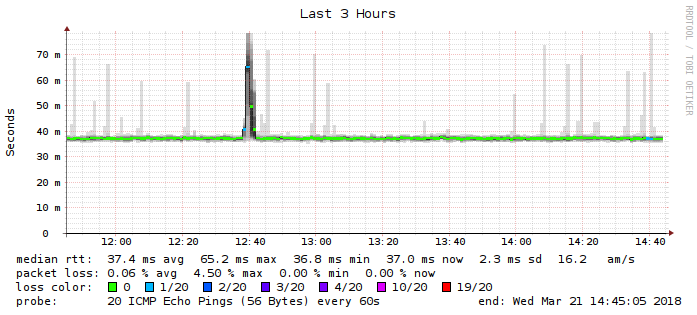 Last 3 Hours
RRDTOOL / TOBI OETIKER
Seconds
70 m
60 m
50 m
40 m
30 m
20 m
10 m
0
12:00 12:20 12:40 13:00 13:20 13:40 14:00 14:20 14:40
median rtt: 37.4 ms avg 65.2 ms max 36.8 ms min 37.0 ms now 2.3 ms sd 16.2 am/s
packet loss: 0.06 % avg 4.50 % max 0.00 % min 0.00 % now
loss color: 0 1/20 2/20 3/20 4/20 10/20 19/20
probe: 20 ICMP Echo Pings (56 Bytes) every 60s end: Wed Mar 21 14:45:05 2018